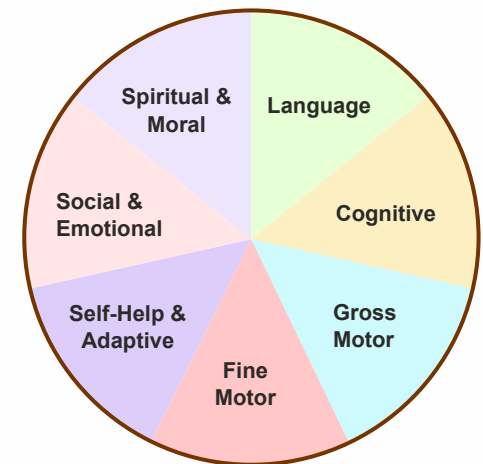 Spiritual &
Moral
Language
Social &
Emotional
Cognitive
Self-Help &
Adaptive
Gross
Motor
Fine
Motor